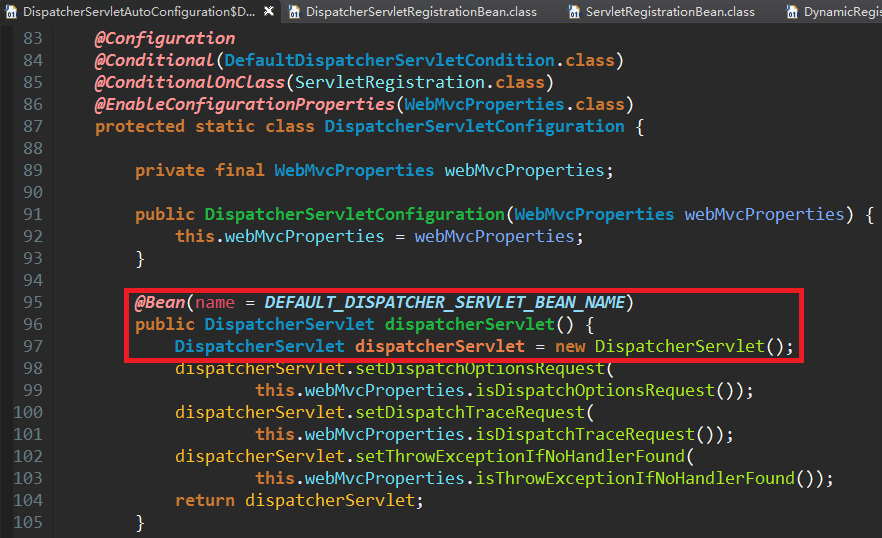 DispatcherServletAutoConfiguration$D... DispatcherServletRegistrationBean.class ServletRegistrationBean.class DynamicRegis
83 @Configuration
84 @Conditional(DefaultDispatcherServletCondition.class)
85 @ConditionalOnClass(ServletRegistration.class)
86 @EnableConfigurationProperties(WebMvcProperties.class)
87 protected static class DispatcherServletConfiguration {
88
89 private final WebMvcProperties webMvcProperties;
90
91 public DispatcherServletConfiguration(WebMvcProperties webMvcProperties) {
92 this.webMvcProperties = webMvcProperties;
93 }
94
95 @Bean(name = DEFAULT_DISPATCHER_SERVLET_BEAN_NAME)
96 public DispatcherServlet dispatcherServlet() {
97 DispatcherServlet dispatcherServlet = new DispatcherServlet();
98 dispatcherServlet.setDispatchOptionsRequest(
99 this.webMvcProperties.isDispatchOptionsRequest());
100 dispatcherServlet.setDispatchTraceRequest(
101 this.webMvcProperties.isDispatchTraceRequest());
102 dispatcherServlet.setThrowExceptionIfNoHandlerFound(
103 this.webMvcProperties.isThrowExceptionIfNoHandlerFound());
104 return dispatcherServlet;
105 }